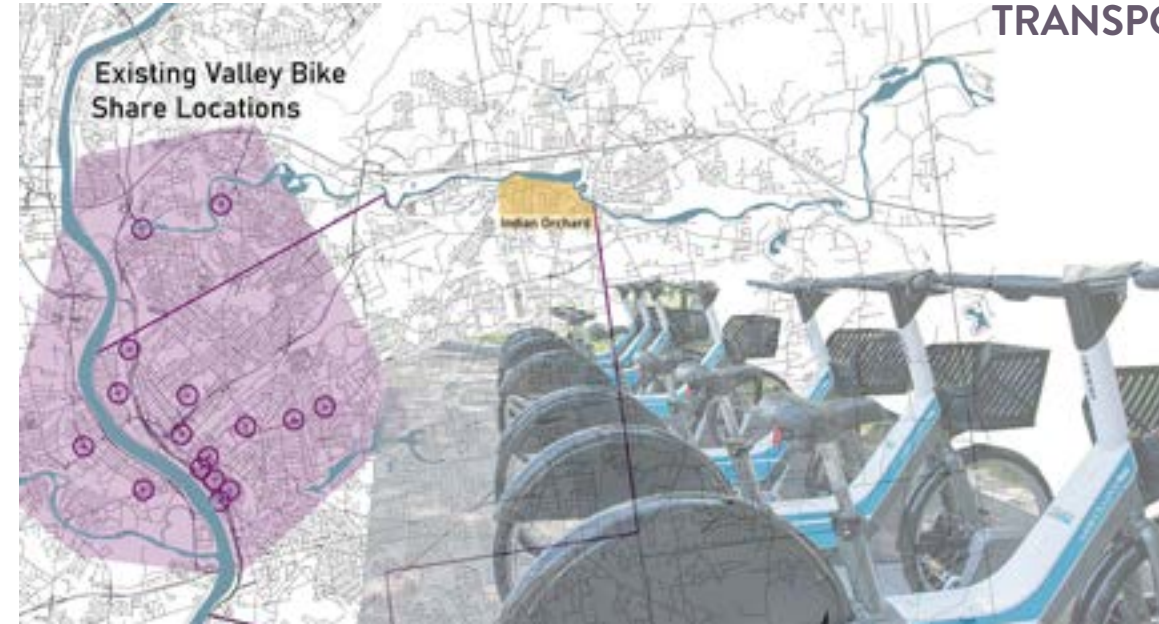 TRANSPO
Existing Valley Bike
Share Locations
Indian Orchard